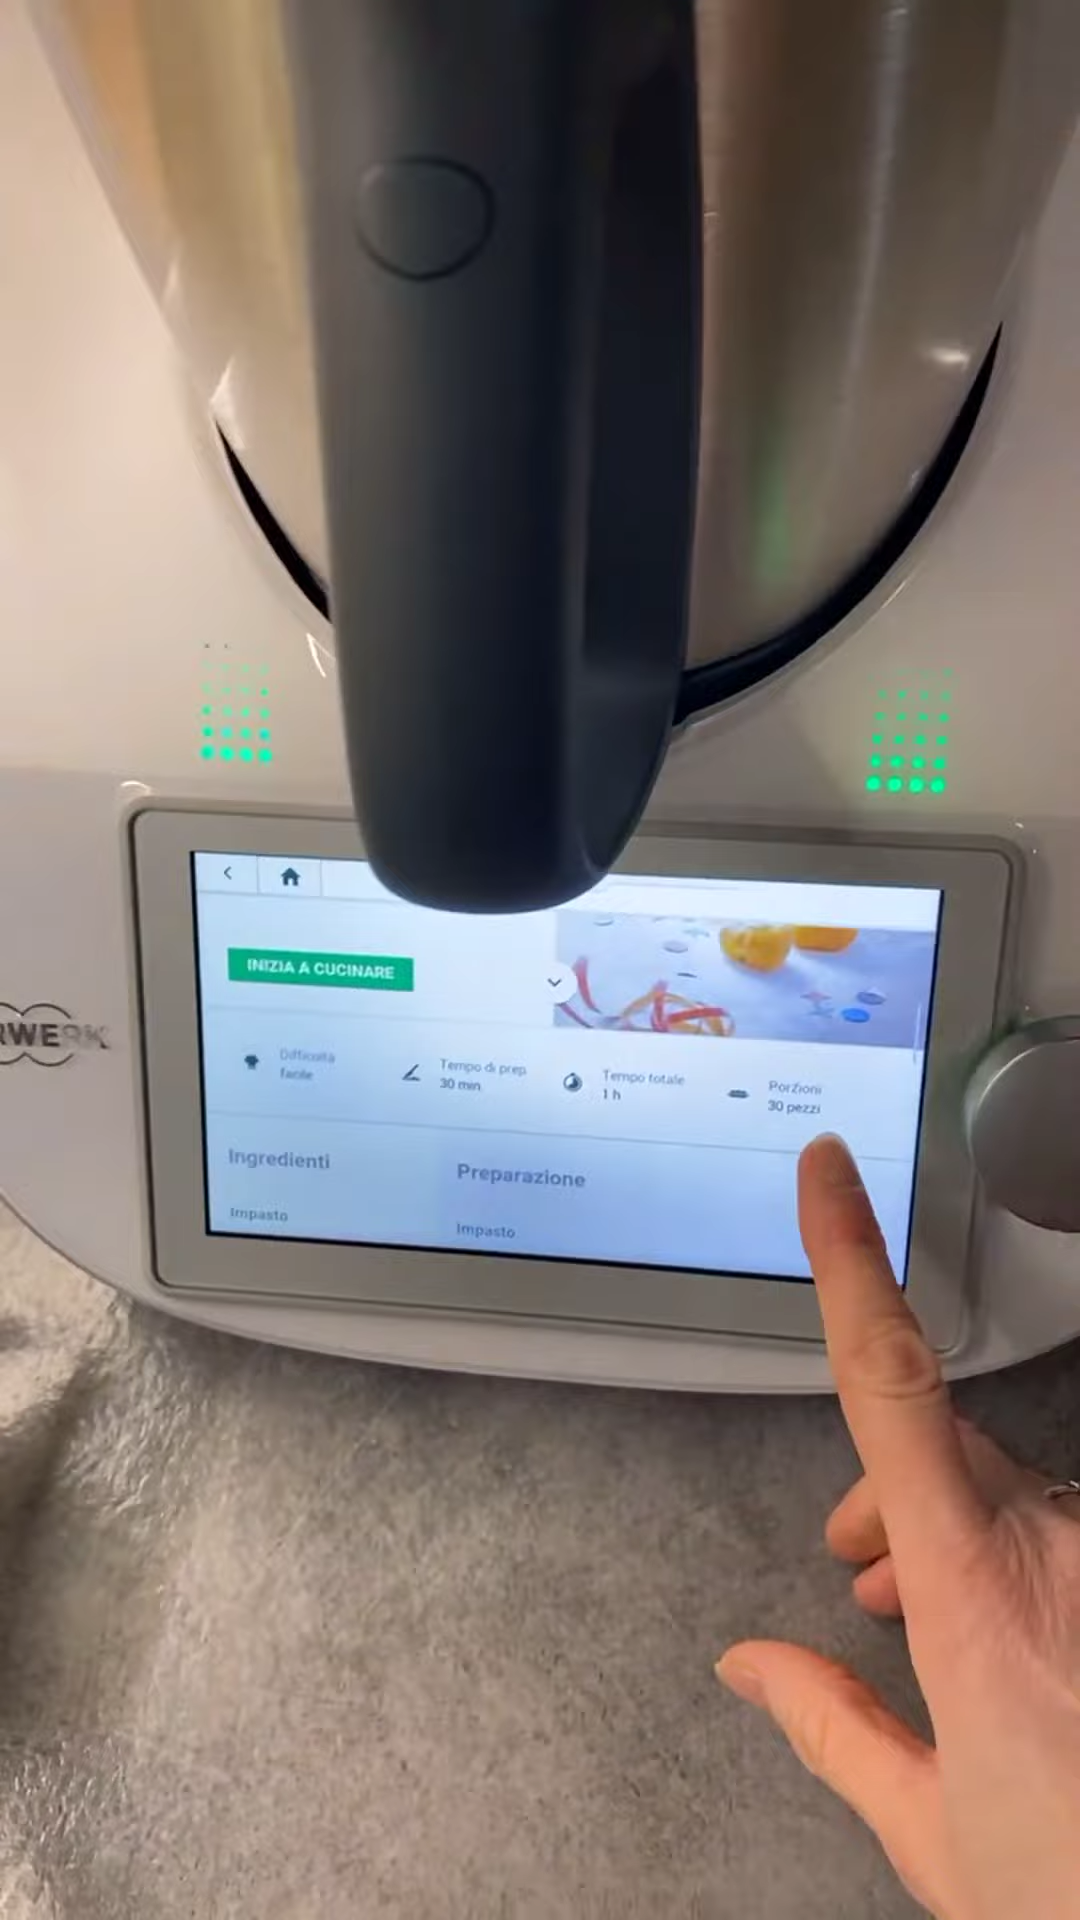 INIZIA A CUCINARE
Difficoltà
facile
Tempo di prep.
30 min
Tempo totale
1 h
Porzioni
30 pezzi
Ingredienti
Preparazione
Impasto
Impasto
RWERK